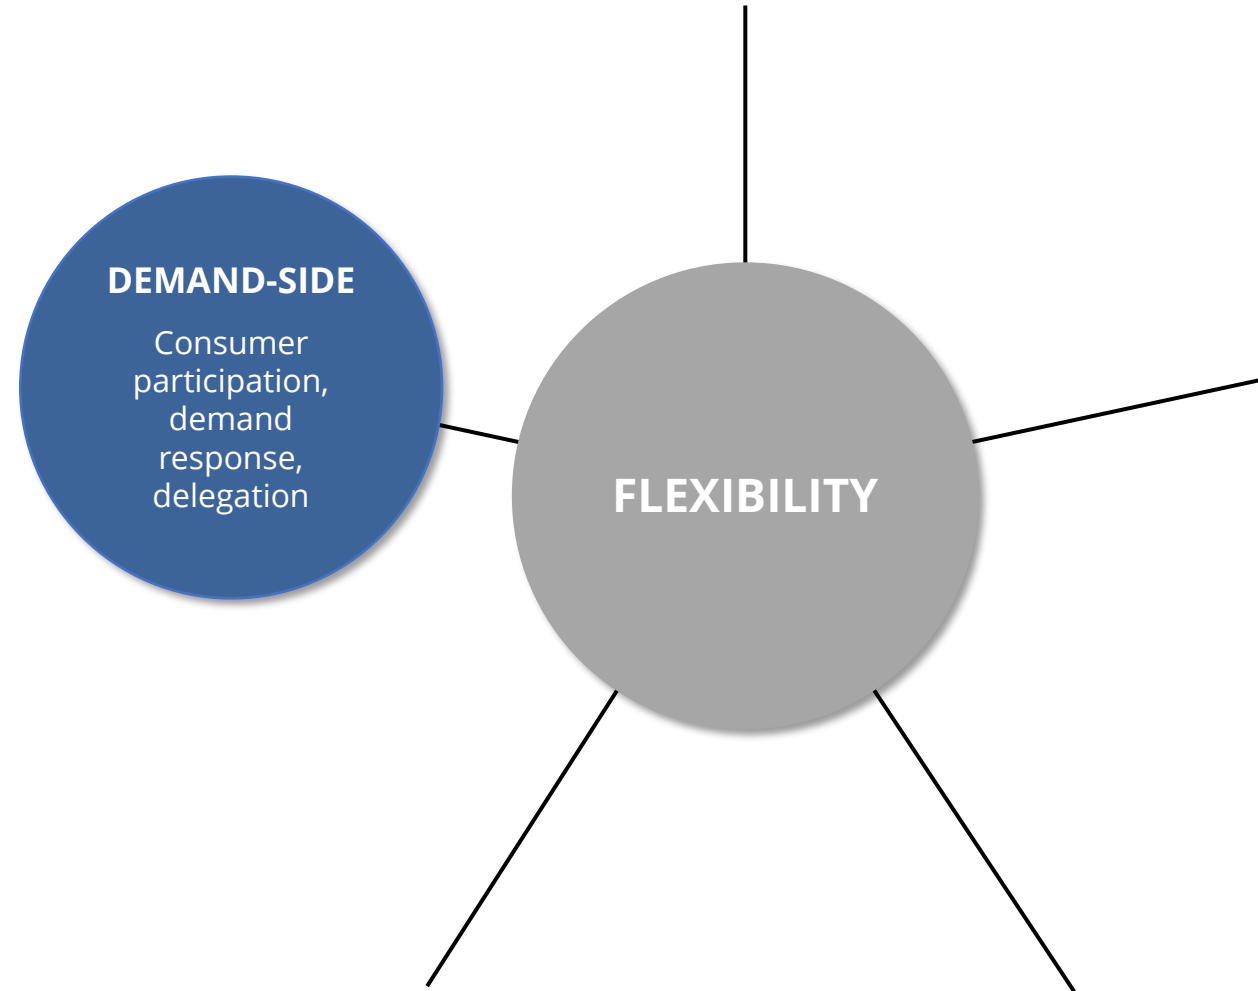 DEMAND-SIDE
Consumer
participation,
demand
response,
delegation
FLEXIBILITY